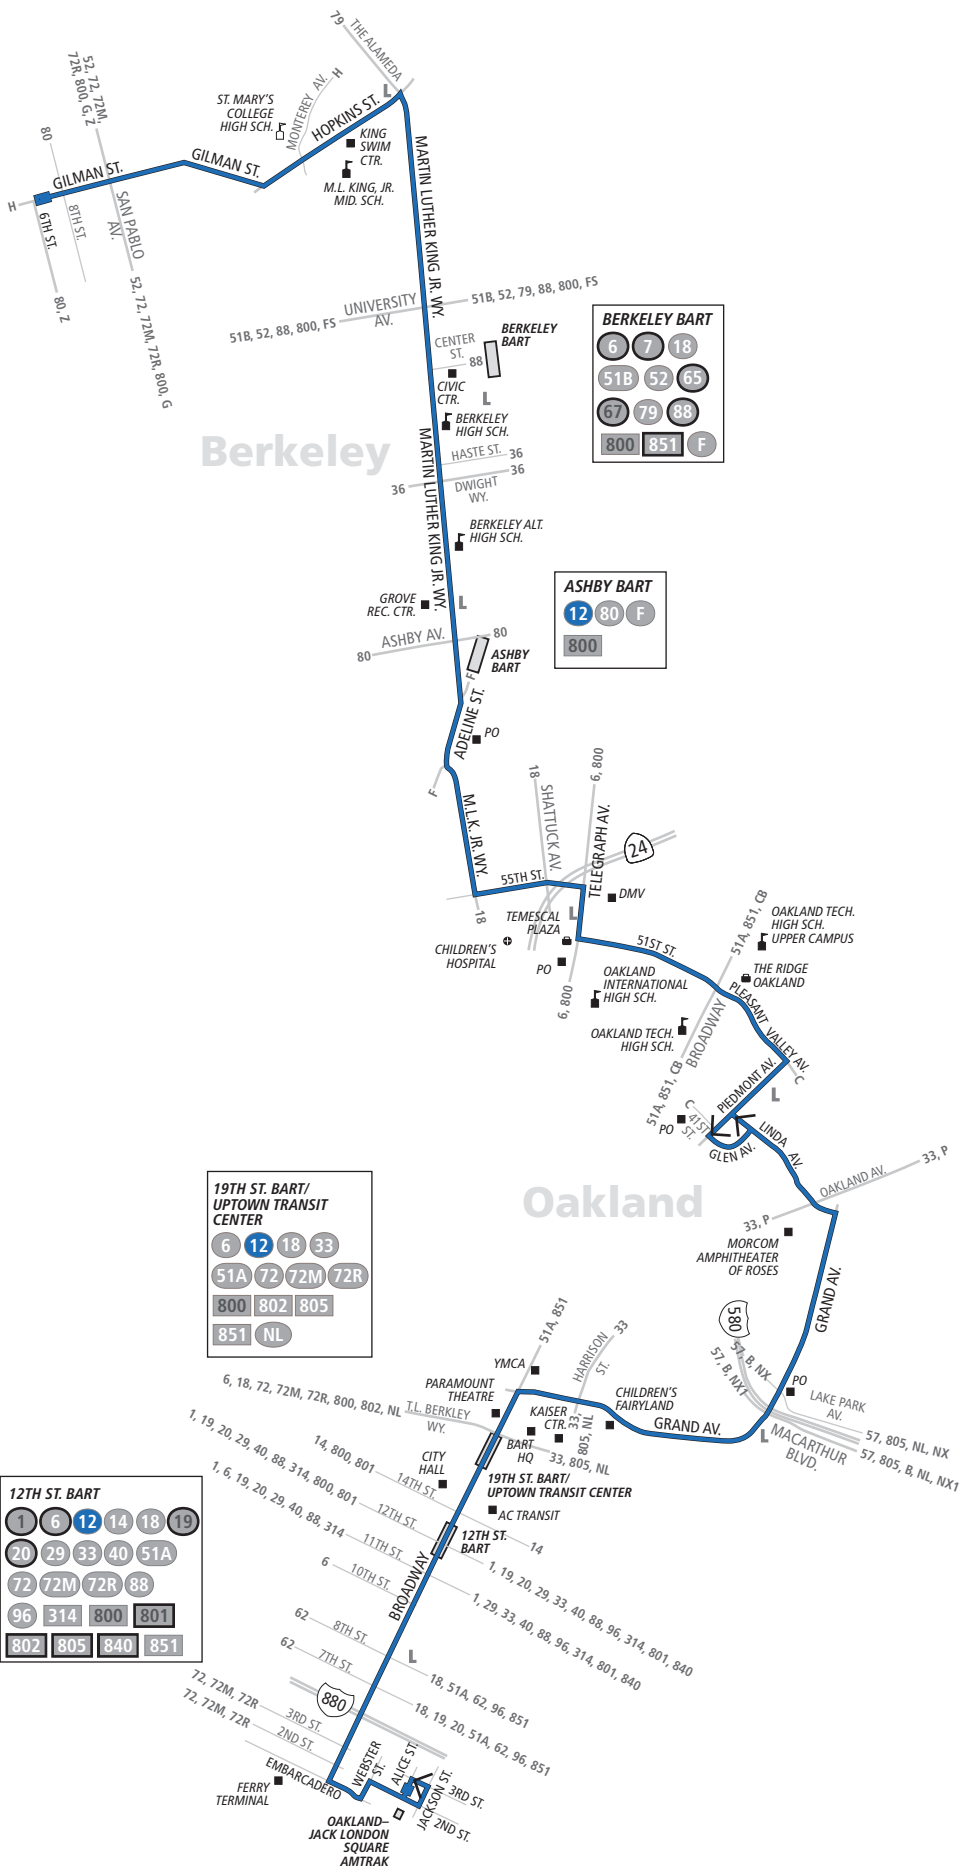 79
THE ALAMEDA
52, 72, 72M,
72R, 800, G, Z
ST. MARY'S
COLLEGE
HIGH SCH.
MONTEREY AV.
H
L
HOPKINS ST.
KING
SWIM
CTR.
M.L. KING, JR.
MID. SCH.
80
GILMAN ST.
GILMAN ST.
H
6TH ST.
8TH ST.
SAN PABLO
AV.
80, Z
52, 72, 72M, 72R, 800, G
MARTIN LUTHER KING JR. WY.
UNIVERSITY
AV.
51B, 52, 79, 88, 800, FS
51B, 52, 88, 800, FS
CENTER
ST.
88
BERKELEY
BART
CIVIC
CTR.
L
BERKELEY
HIGH SCH.
BERKELEY BART
6 7 18
51B 52 65
67 79 88
800 851 F
Berkeley
MARTIN LUTHER KING JR. WY.
HASTE ST.
36
36
DWIGHT
WY.
36
BERKELEY ALT.
HIGH SCH.
GROVE
REC. CTR.
L
ASHBY AV.
80
80
ASHBY
BART
ASHBY BART
12 80 F
800
F
ADELINE ST.
PO
F
M.L.K. JR. WY.
18
SHATTUCK AV.
6, 800
TELEGRAPH AV.
24
55TH ST.
DMV
18
TEMESCAL
PLAZA
L
CHILDREN'S
HOSPITAL
PO
6, 800
51ST ST.
OAKLAND
INTERNATIONAL
HIGH SCH.
OAKLAND TECH.
HIGH SCH.
51A, 851, CB
OAKLAND TECH.
HIGH SCH.
UPPER CAMPUS
THE RIDGE
OAKLAND
BROADWAY
PLEASANT VALLEY AV.
C
51A, 851, CB
PIEDMONT AV.
L
C
41ST
ST.
PO
GLEN AV.
LINDA AV.
OAKLAND AV.
33, P
33, P
Oakland
MORCOM
AMPHITHEATER
OF ROSES
GRAND AV.
19TH ST. BART/
UPTOWN TRANSIT
CENTER
6 12 18 33
51A 72 72M 72R
800 802 805
851 NL
580
57, B, NX
57, B, NX1
PO
LAKE PARK
AV.
L
MACARTHUR
BLVD.
57, 805, NL, NX
57, 805, B, NL, NX1
51A, 851
YMCA
HARRISON
ST.
33
PARAMOUNT
THEATRE
CHILDREN'S
FAIRYLAND
KAISER
CTR.
33,
805, NL
GRAND AV.
6, 18, 72, 72M, 72R, 800, 802, NL
T.L. BERKLEY
WY.
BART
HQ
33, 805, NL
CITY
HALL
19TH ST. BART/
UPTOWN TRANSIT CENTER
14, 800, 801
14TH ST.
14
AC TRANSIT
1, 19, 20, 29, 40, 88, 314, 800, 801
12TH ST.
12TH ST.
BART
1, 19, 20, 29, 33, 40, 88, 96, 314, 801, 840
1, 6, 19, 20, 29, 40, 88, 314
11TH ST.
1, 29, 33, 40, 88, 96, 314, 801, 840
6
10TH ST.
BROADWAY
12TH ST. BART
1 6 12 14 18 19
20 29 33 40 51A
72 72M 72R 88
96 314 800 801
802 805 840 851
62
8TH ST.
L
18, 51A, 62, 96, 851
62
7TH ST.
18, 19, 20, 51A, 62, 96, 851
880
72, 72M, 72R
3RD ST.
72, 72M, 72R
2ND ST.
EMBARCADERO
FERRY
TERMINAL
WEBSTER
ST.
ALICE ST.
JACKSON ST.
3RD ST.
2ND ST.
OAKLAND–
JACK LONDON
SQUARE
AMTRAK